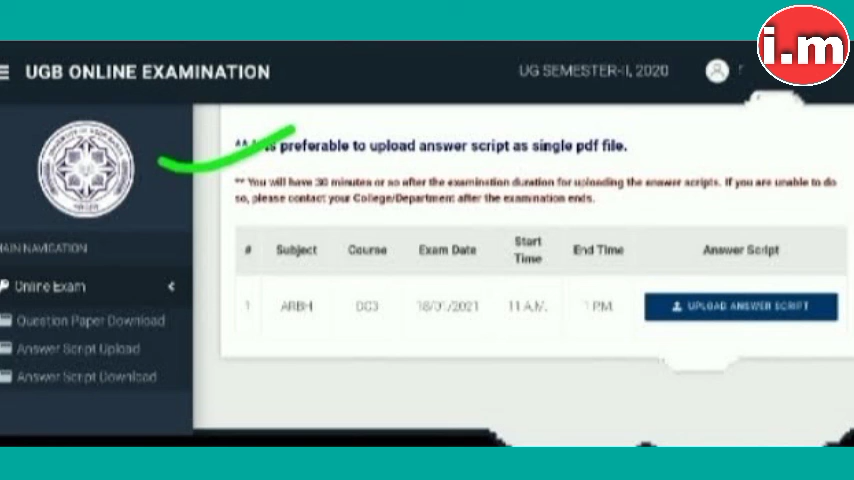 i.m
UGB ONLINE EXAMINATION
UG SEMESTER-II, 2020
preferable to upload answer script as single pdf file.
** You will have 30 minutes or so after the examination duration for uploading the answer scripts. If you are unable to do
so, please contact your College/Department after the examination ends.
MAIN NAVIGATION
Online Exam
Question Paper Download
Answer Script Upload
Answer Script Download
# Subject Course Exam Date Start Time End Time Answer Script
1 ARBH DC3 18/01/2021 11 A.M. 1 P.M. UPLOAD ANSWER SCRIPT